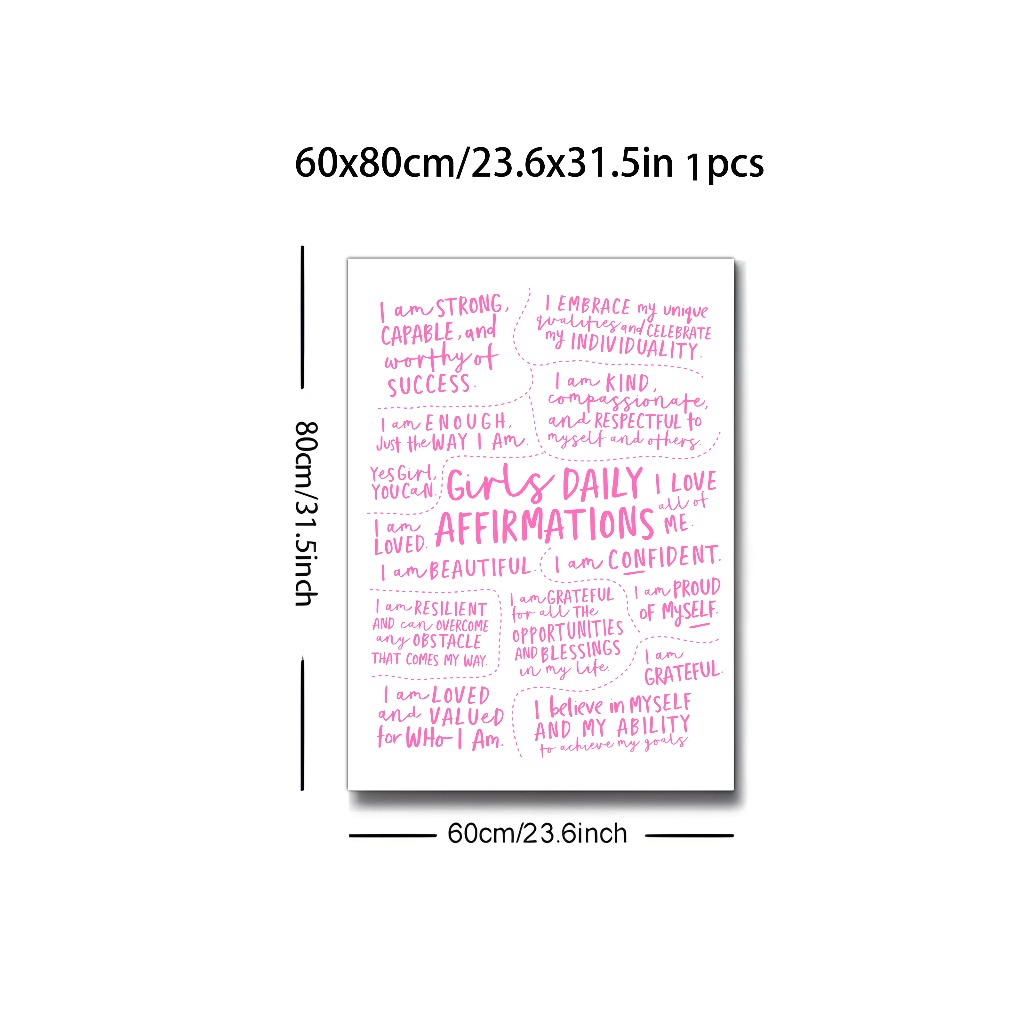 60x80cm/23.6x31.5in 1pcs
80cm/31.5inch
I am STRONG,
CAPABLE, and
worthy of
SUCCESS.
I EMBRACE my unique
qualities and CELEBRATE
my INDIVIDUALITY.
I am KIND,
compassionate,
and RESPECTFUL to
myself and others.
I am ENOUGH,
Just the WAY I Am.
Yes Girl,
YOU CaN.
Girls DAILY
AFFIRMATIONS
I LOVE
all of
ME.
I am
LOVED.
I am BEAUTIFUL.
I am CONFIDENT.
I am RESILIENT
AND can OVERCOME
any OBSTACLE
THAT COMES MY WAY.
I am GRATEFUL
for all THE
OPPORTUNITIES
AND BLESSINGS
in my life.
I am PROUD
OF MySELF.
I am
GRATEFUL.
I am LOVED
and VALUeD
for WHo I Am.
I believe in MYSELF
AND MY ABILITY
to achieve my goals
60cm/23.6inch